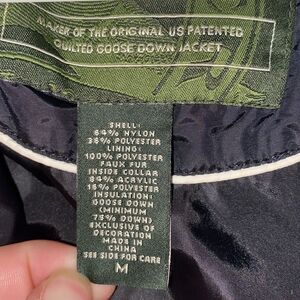 MAKER OF THE ORIGINAL US PATENTED
QUILTED GOOSE DOWN JACKET
SHELL:
64% NYLON
36% POLYESTER
LINING:
100% POLYESTER
FAUX FUR
INSIDE COLLAR
84% ACRYLIC
16% POLYESTER
INSULATION:
GOOSE DOWN
(MINIMUM
75% DOWN)
EXCLUSIVE OF
DECORATION
MADE IN
CHINA
SEE SIDE FOR CARE
M